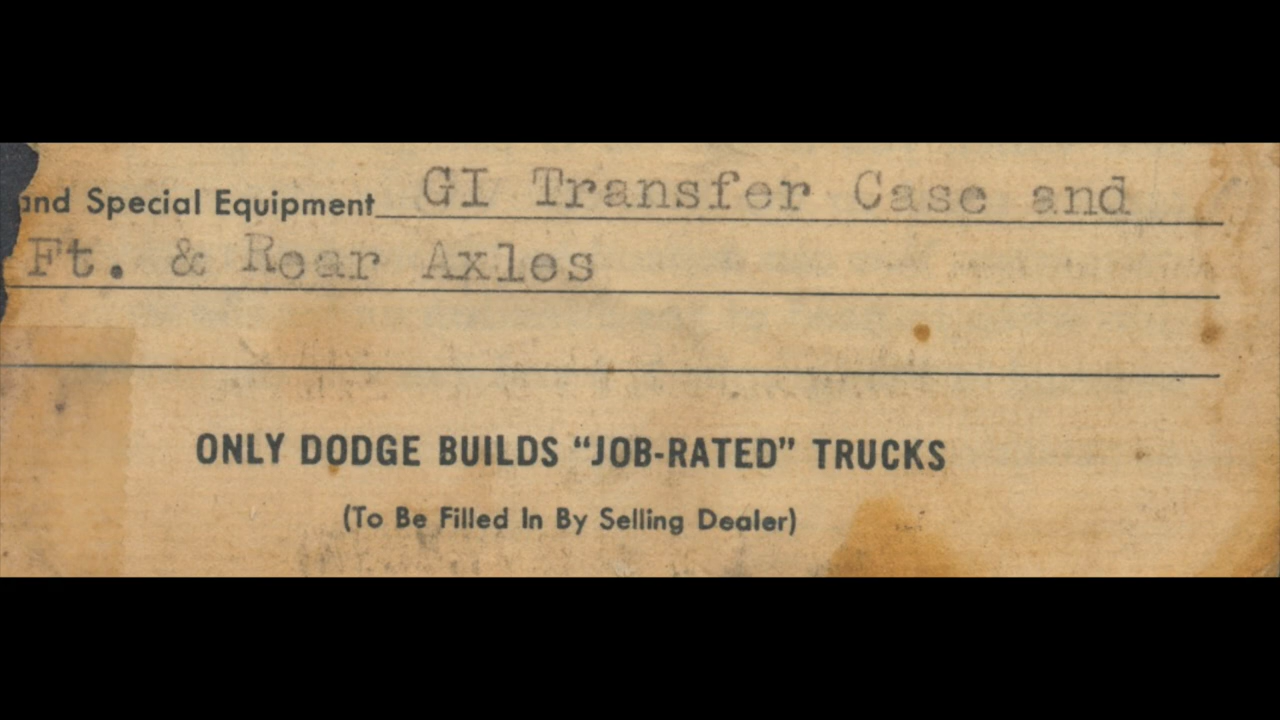 and Special Equipment GI Transfer Case and
Ft. & Rear Axles
ONLY DODGE BUILDS “JOB-RATED” TRUCKS
(To Be Filled In By Selling Dealer)